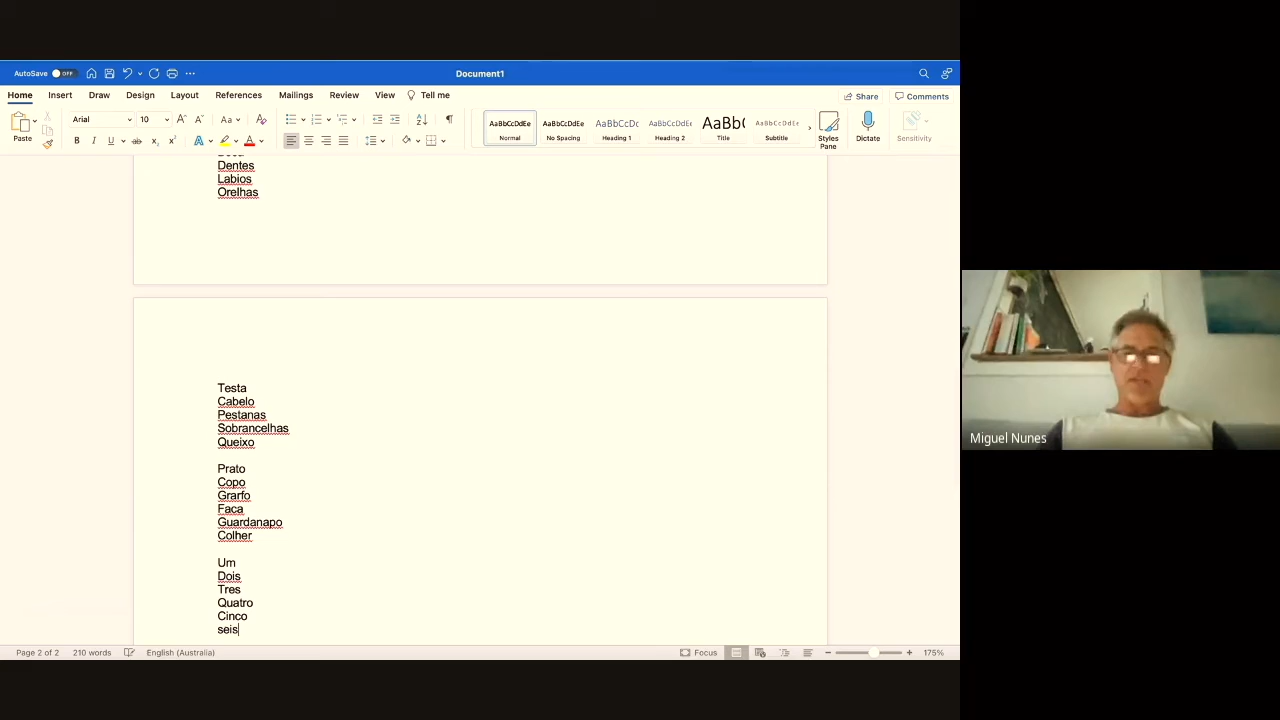 AutoSave OFF
Document1
Home Insert Draw Design Layout References Mailings Review View Tell me
Share Comments
Paste
Arial 10
Aa
AaBbCcDdEe AaBbCcDdEe AaBbCcDc AaBbCcDdEe AaBb( AaBbCcDdEe
Normal No Spacing Heading 1 Heading 2 Title Subtitle
Styles Pane
Dictate
Sensitivity
Dentes
Labios
Orelhas
Testa
Cabelo
Pestanas
Sobrancelhas
Queixo
Prato
Copo
Grarfo
Faca
Guardanapo
Colher
Um
Dois
Tres
Quatro
Cinco
seis
Miguel Nunes
Page 2 of 2 210 words English (Australia) Focus 175%